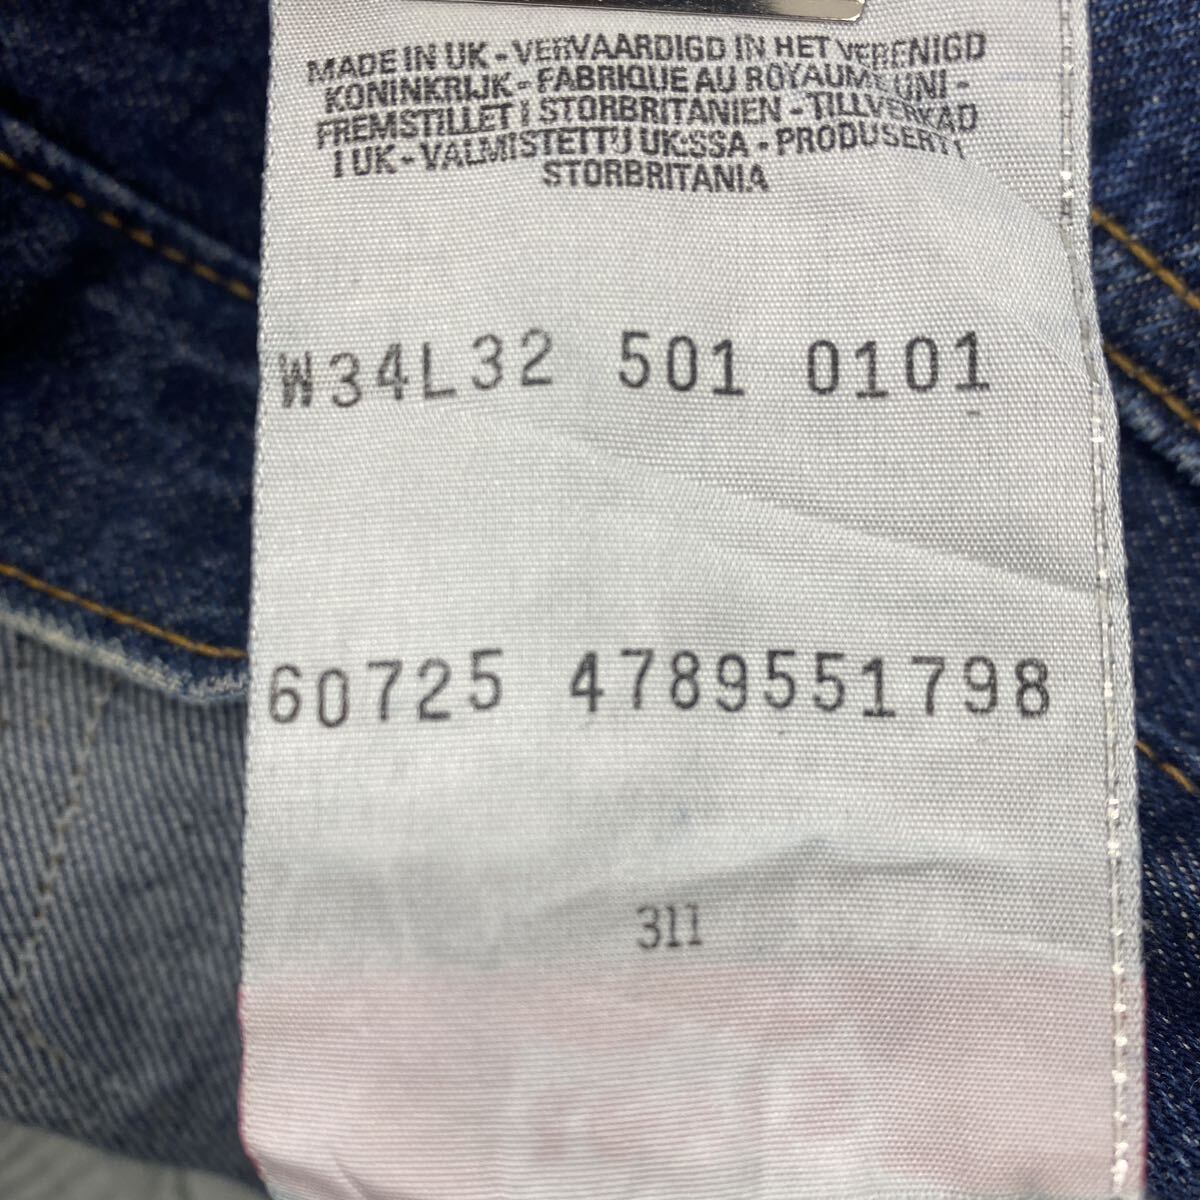 MADE IN UK - VERVAARDIGD IN HET VERENIGD
KONINKRIJK - FABRIQUE AU ROYAUME UNI -
FREMSTILLET I STORBRITANIEN - TILLVERKAD
I UK - VALMISTETTU UK:SSA - PRODUSERT I
STORBRITANIA
W34L32 501 0101
60725 4789551798
311